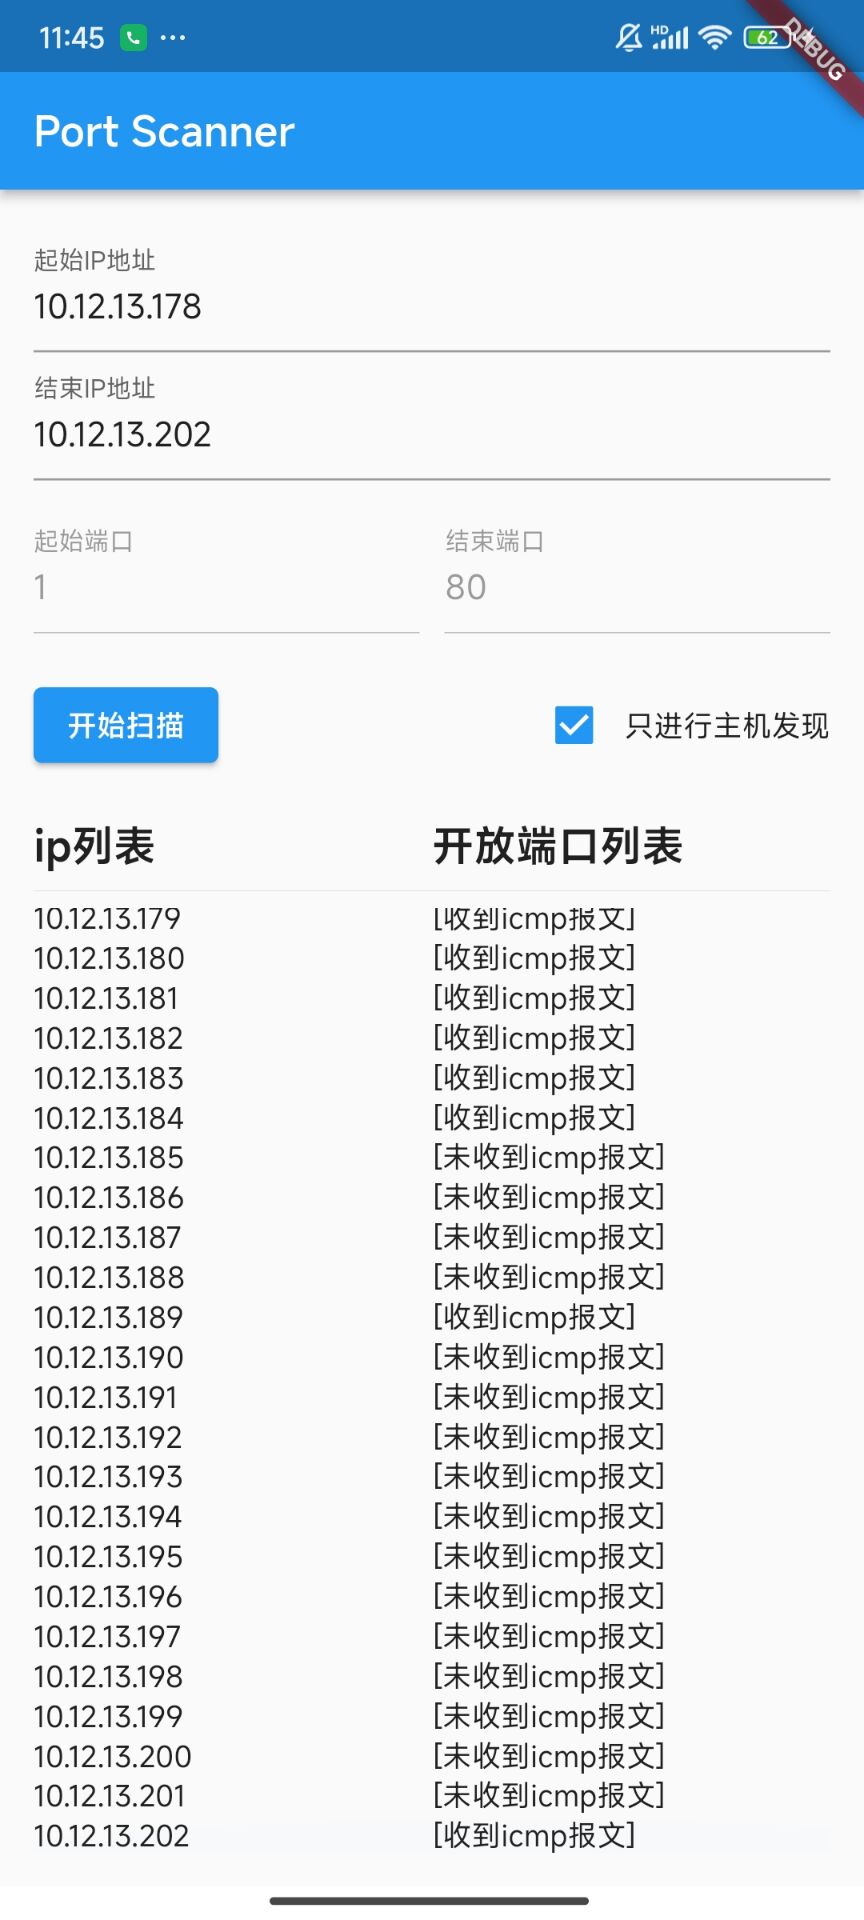 11:45 ... HD 62
DEBUG
Port Scanner
起始IP地址
10.12.13.178
结束IP地址
10.12.13.202
起始端口 结束端口
1 80
开始扫描 只进行主机发现
ip列表 开放端口列表
10.12.13.179 [收到icmp报文]
10.12.13.180 [收到icmp报文]
10.12.13.181 [收到icmp报文]
10.12.13.182 [收到icmp报文]
10.12.13.183 [收到icmp报文]
10.12.13.184 [收到icmp报文]
10.12.13.185 [未收到icmp报文]
10.12.13.186 [未收到icmp报文]
10.12.13.187 [未收到icmp报文]
10.12.13.188 [未收到icmp报文]
10.12.13.189 [收到icmp报文]
10.12.13.190 [未收到icmp报文]
10.12.13.191 [未收到icmp报文]
10.12.13.192 [未收到icmp报文]
10.12.13.193 [未收到icmp报文]
10.12.13.194 [未收到icmp报文]
10.12.13.195 [未收到icmp报文]
10.12.13.196 [未收到icmp报文]
10.12.13.197 [未收到icmp报文]
10.12.13.198 [未收到icmp报文]
10.12.13.199 [未收到icmp报文]
10.12.13.200 [未收到icmp报文]
10.12.13.201 [未收到icmp报文]
10.12.13.202 [收到icmp报文]